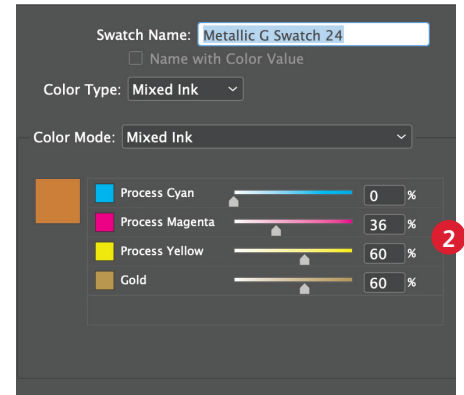 Swatch Name: Metallic G Swatch 24
Name with Color Value
Color Type: Mixed Ink
Color Mode: Mixed Ink
Process Cyan 0 %
Process Magenta 36 %
Process Yellow 60 %
2
Gold 60 %